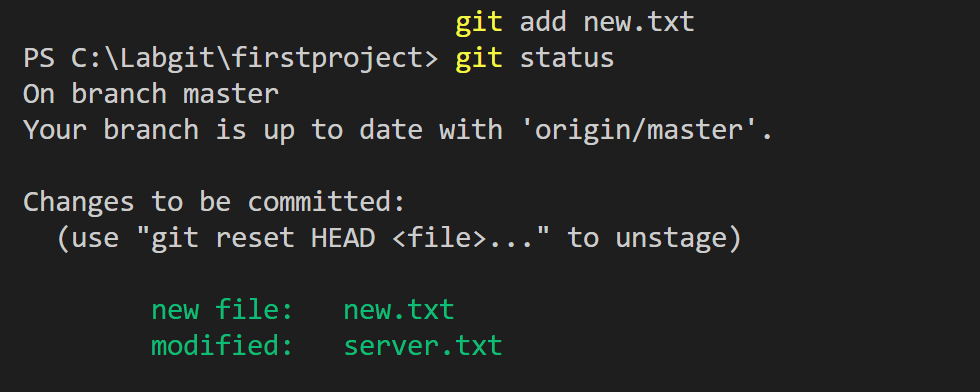 git add new.txt
PS C:\Labgit\firstproject> git status
On branch master
Your branch is up to date with 'origin/master'.
Changes to be committed:
(use "git reset HEAD <file>..." to unstage)
new file: new.txt
modified: server.txt